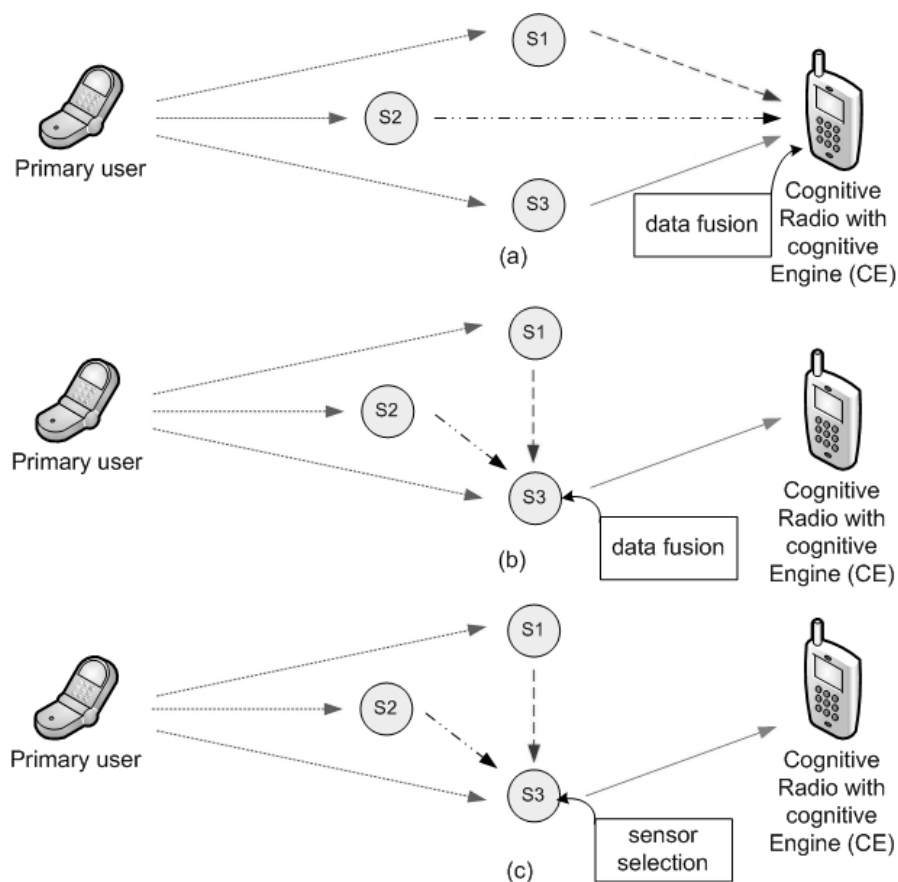 S1
S2
Primary user
S3
data fusion
(a)
Cognitive
Radio with
cognitive
Engine (CE)
S1
S2
Primary user
S3
data fusion
(b)
Cognitive
Radio with
cognitive
Engine (CE)
S1
S2
Primary user
S3
sensor
selection
(c)
Cognitive
Radio with
cognitive
Engine (CE)